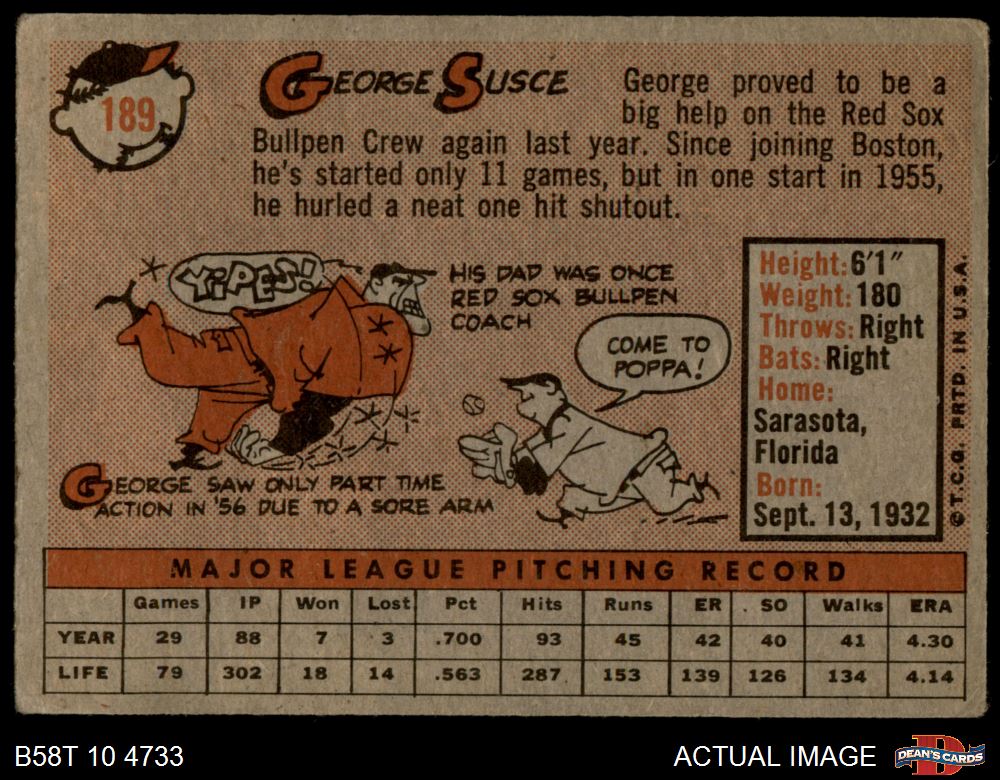 189
GEORGE SUSCE
George proved to be a
big help on the Red Sox
Bullpen Crew again last year. Since joining Boston,
he's started only 11 games, but in one start in 1955,
he hurled a neat one hit shutout.
YIPES!
HIS DAD WAS ONCE
RED SOX BULLPEN
COACH
COME TO
POPPA!
GEORGE SAW ONLY PART TIME
ACTION IN '56 DUE TO A SORE ARM
Height: 6'1"
Weight: 180
Throws: Right
Bats: Right
Home:
Sarasota,
Florida
Born:
Sept. 13, 1932
© T.C.G. PRTD. IN U.S.A.
MAJOR LEAGUE PITCHING RECORD
Games IP Won Lost Pct Hits Runs ER SO Walks ERA
YEAR 29 88 7 3 .700 93 45 42 40 41 4.30
LIFE 79 302 18 14 .563 287 153 139 126 134 4.14
B58T 10 4733
ACTUAL IMAGE
D
DEAN'S CARDS